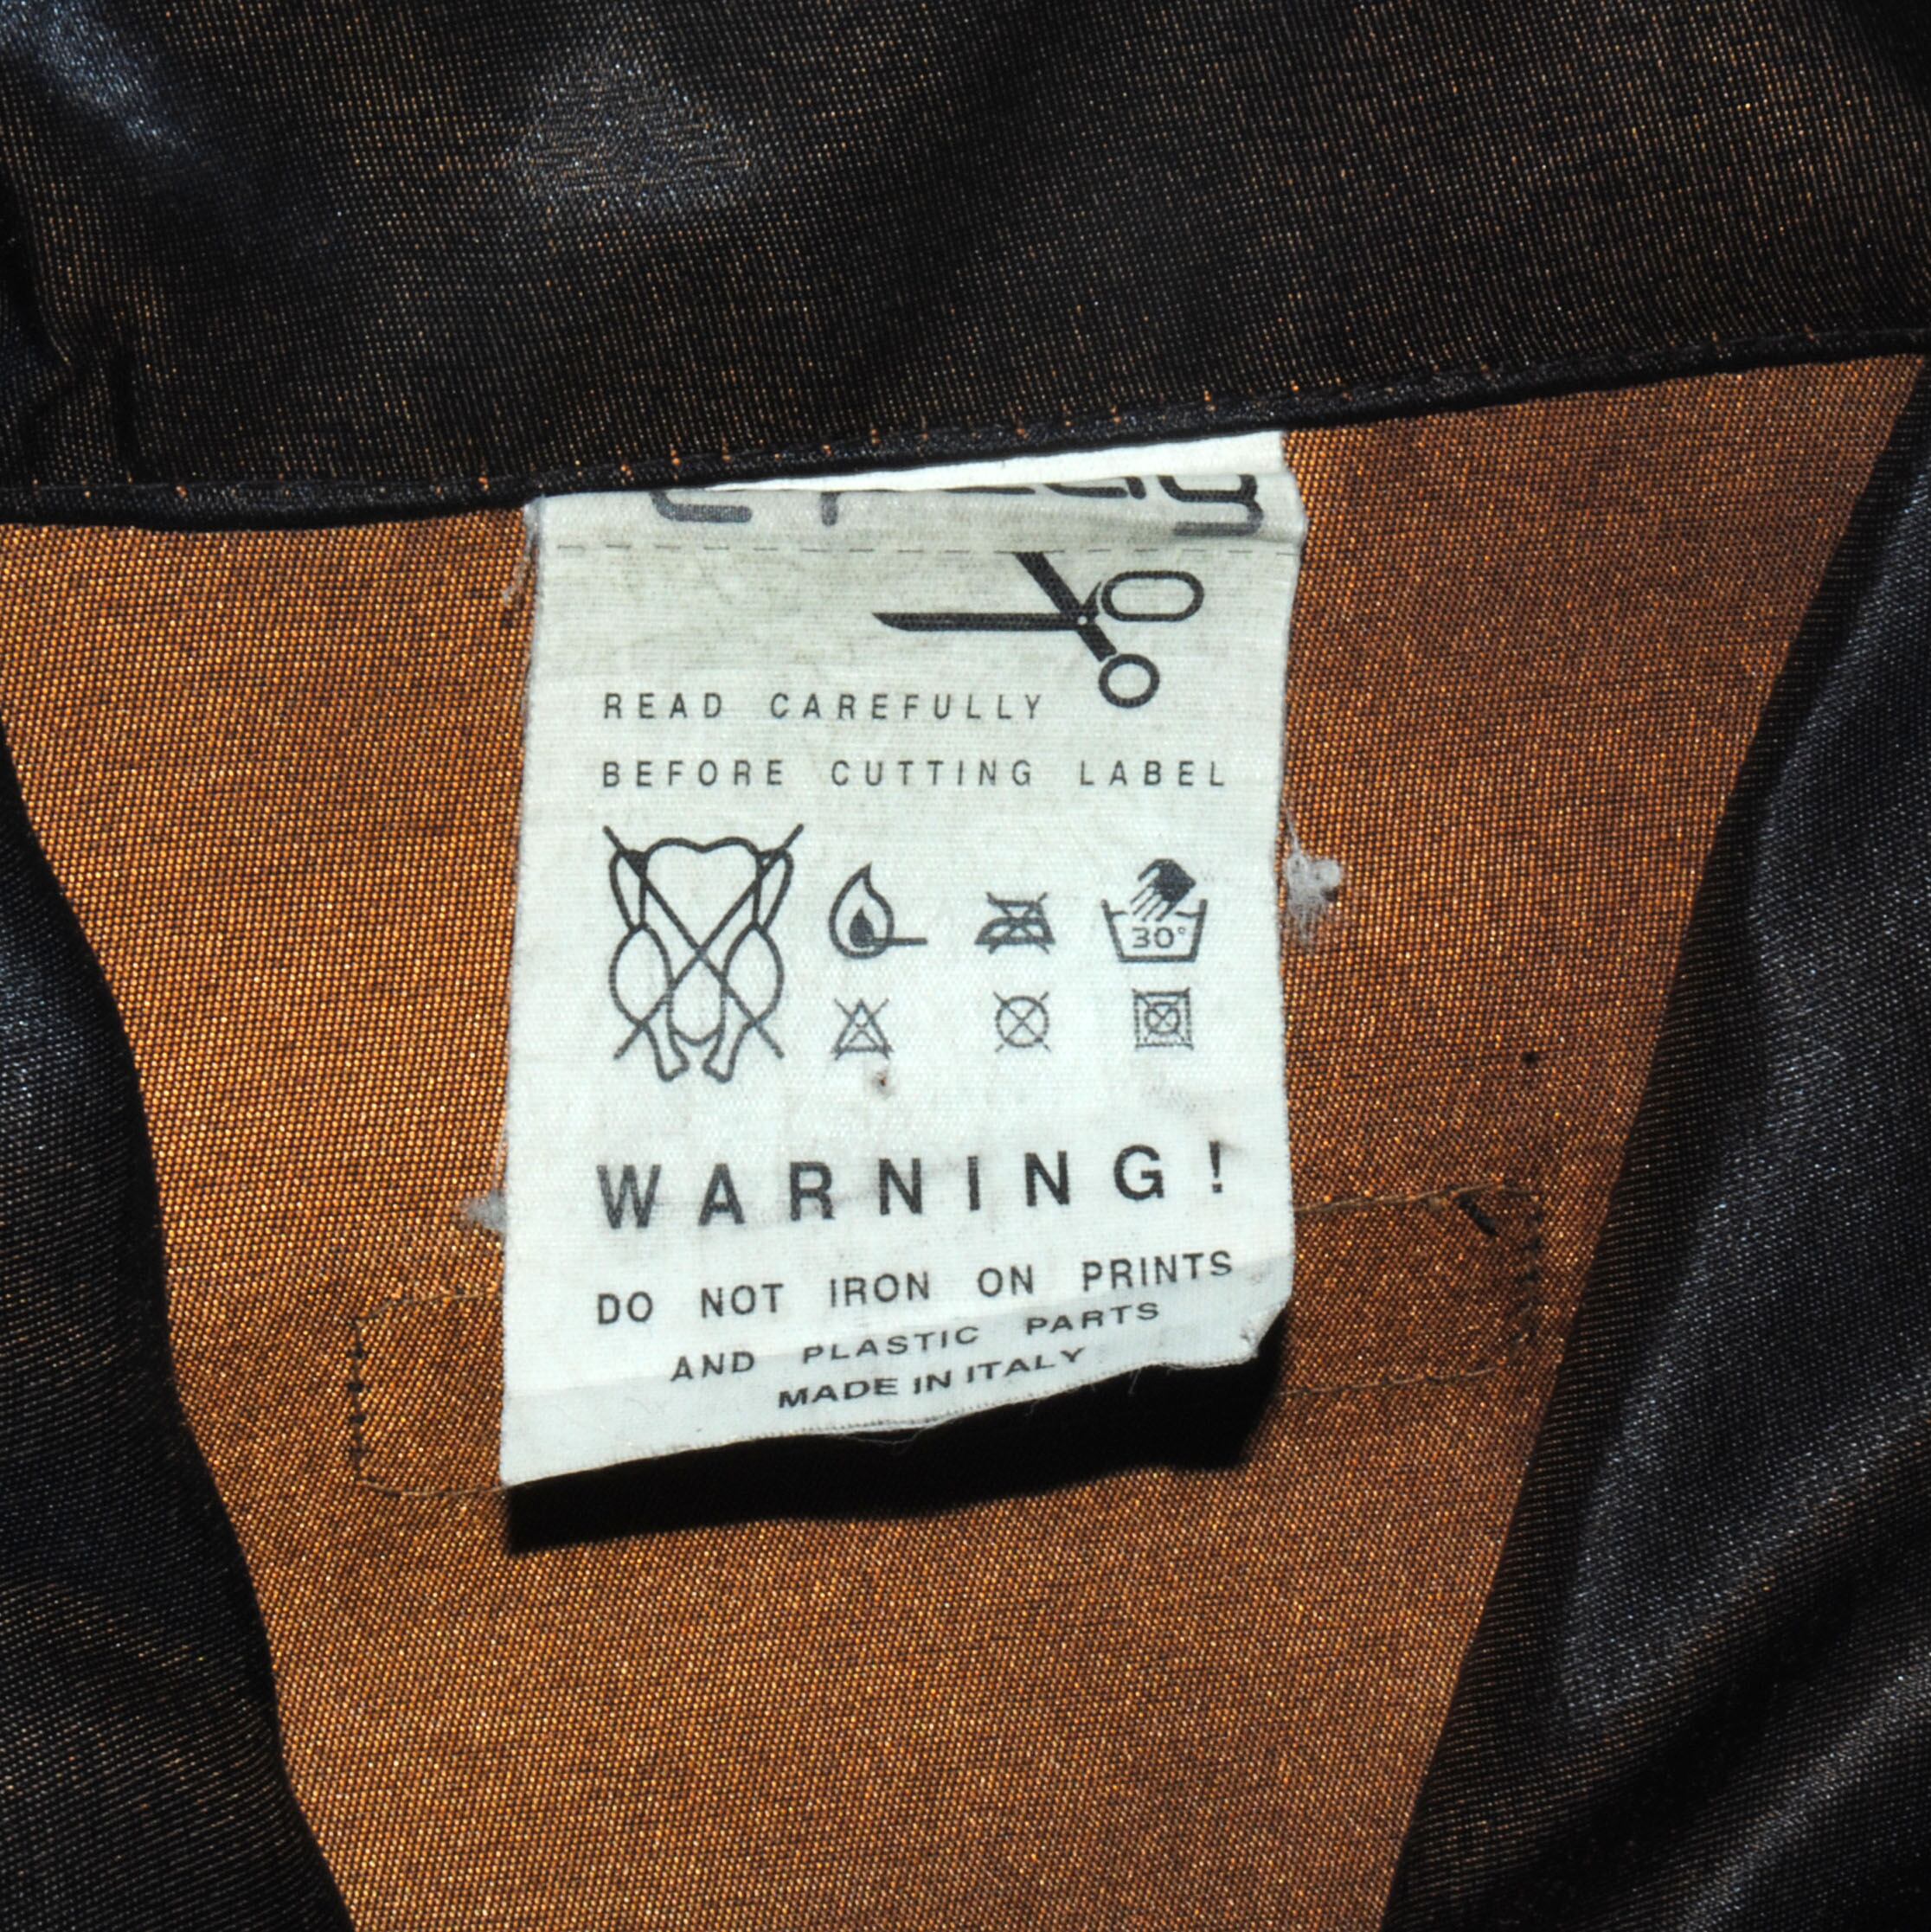 READ CAREFULLY
BEFORE CUTTING LABEL
30°
WARNING!
DO NOT IRON ON PRINTS
AND PLASTIC PARTS
MADE IN ITALY